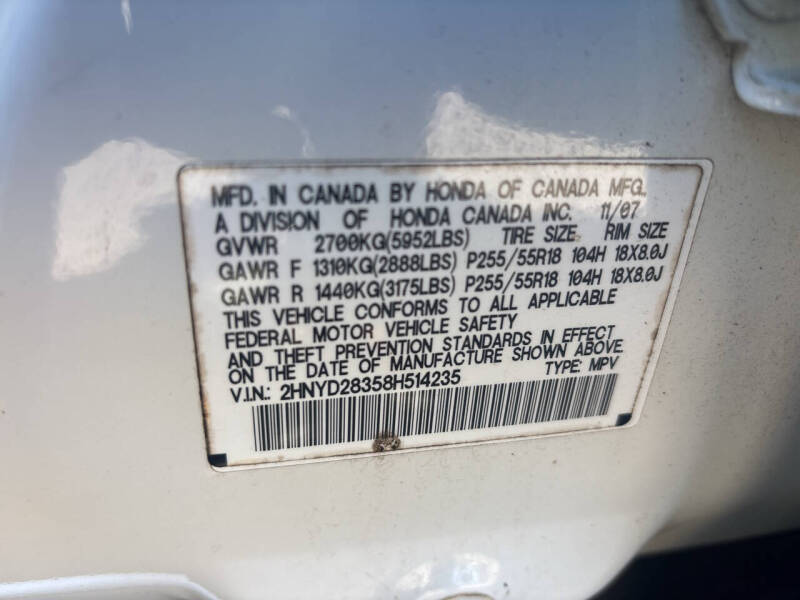 MFD. IN CANADA BY HONDA OF CANADA MFG.,
A DIVISION OF HONDA CANADA INC. 11/07
GVWR 2700KG(5952LBS) TIRE SIZE RIM SIZE
GAWR F 1310KG(2888LBS) P255/55R18 104H 18X8.0J
GAWR R 1440KG(3175LBS) P255/55R18 104H 18X8.0J
THIS VEHICLE CONFORMS TO ALL APPLICABLE
FEDERAL MOTOR VEHICLE SAFETY
AND THEFT PREVENTION STANDARDS IN EFFECT
ON THE DATE OF MANUFACTURE SHOWN ABOVE.
V.I.N.: 2HNYD28358H514235 TYPE: MPV